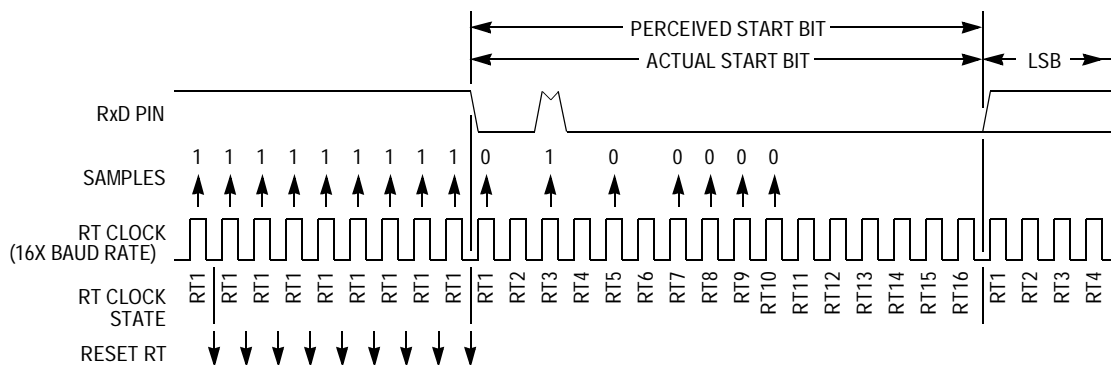 PERCEIVED START BIT
ACTUAL START BIT
LSB
RxD PIN
SAMPLES
1 1 1 1 1 1 1 1 1 0 1 0 0 0 0 0
RT CLOCK
(16X BAUD RATE)
RT CLOCK
STATE
RT1 RT1 RT1 RT1 RT1 RT1 RT1 RT1 RT1 RT1 RT2 RT3 RT4 RT5 RT6 RT7 RT8 RT9 RT10 RT11 RT12 RT13 RT14 RT15 RT16 RT1 RT2 RT3 RT4
RESET RT